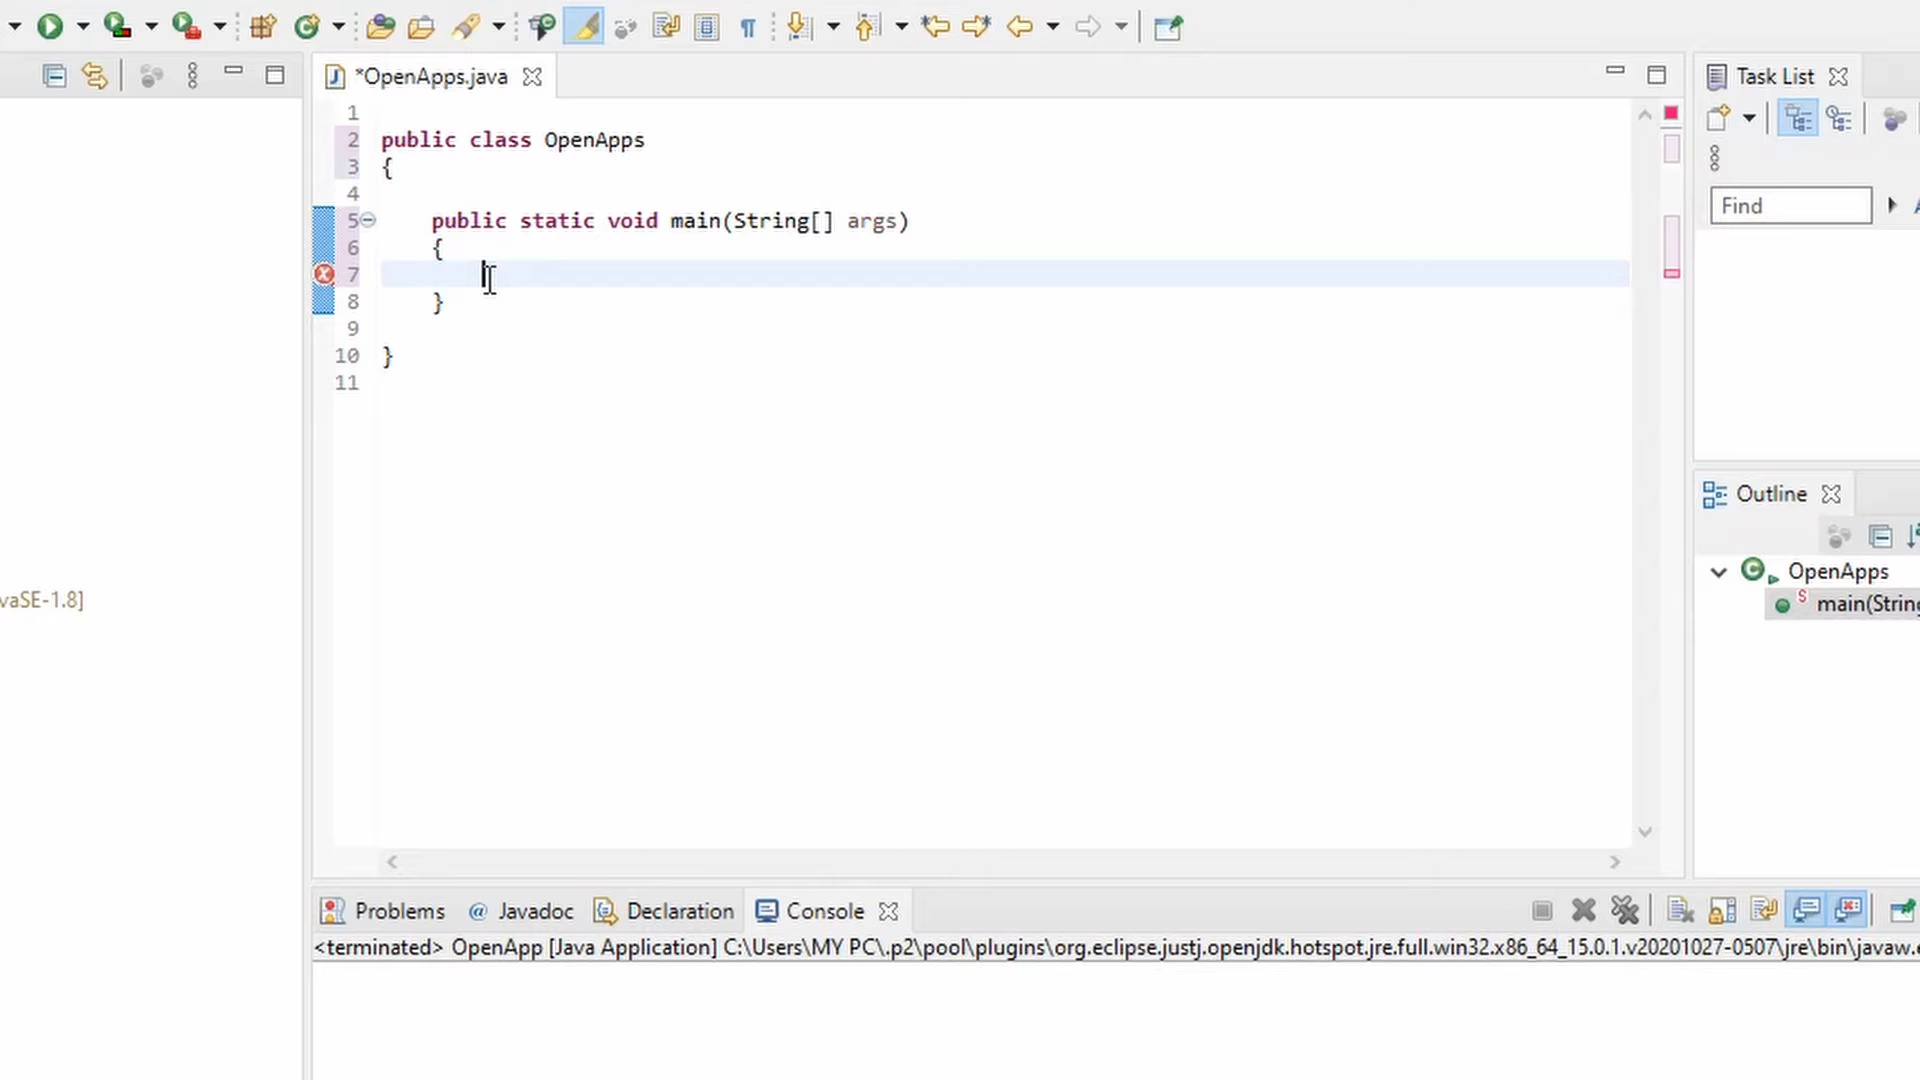 *OpenApps.java
Task List
1
2 public class OpenApps
3 {
4
5 public static void main(String[] args)
6 {
7
8 }
9
10 }
11
Find
vaSE-1.8]
Outline
OpenApps
main(String
Problems @ Javadoc Declaration Console
<terminated> OpenApp [Java Application] C:\Users\MY PC\.p2\pool\plugins\org.eclipse.justj.openjdk.hotspot.jre.full.win32.x86_64_15.0.1.v20201027-0507\jre\bin\javaw.e